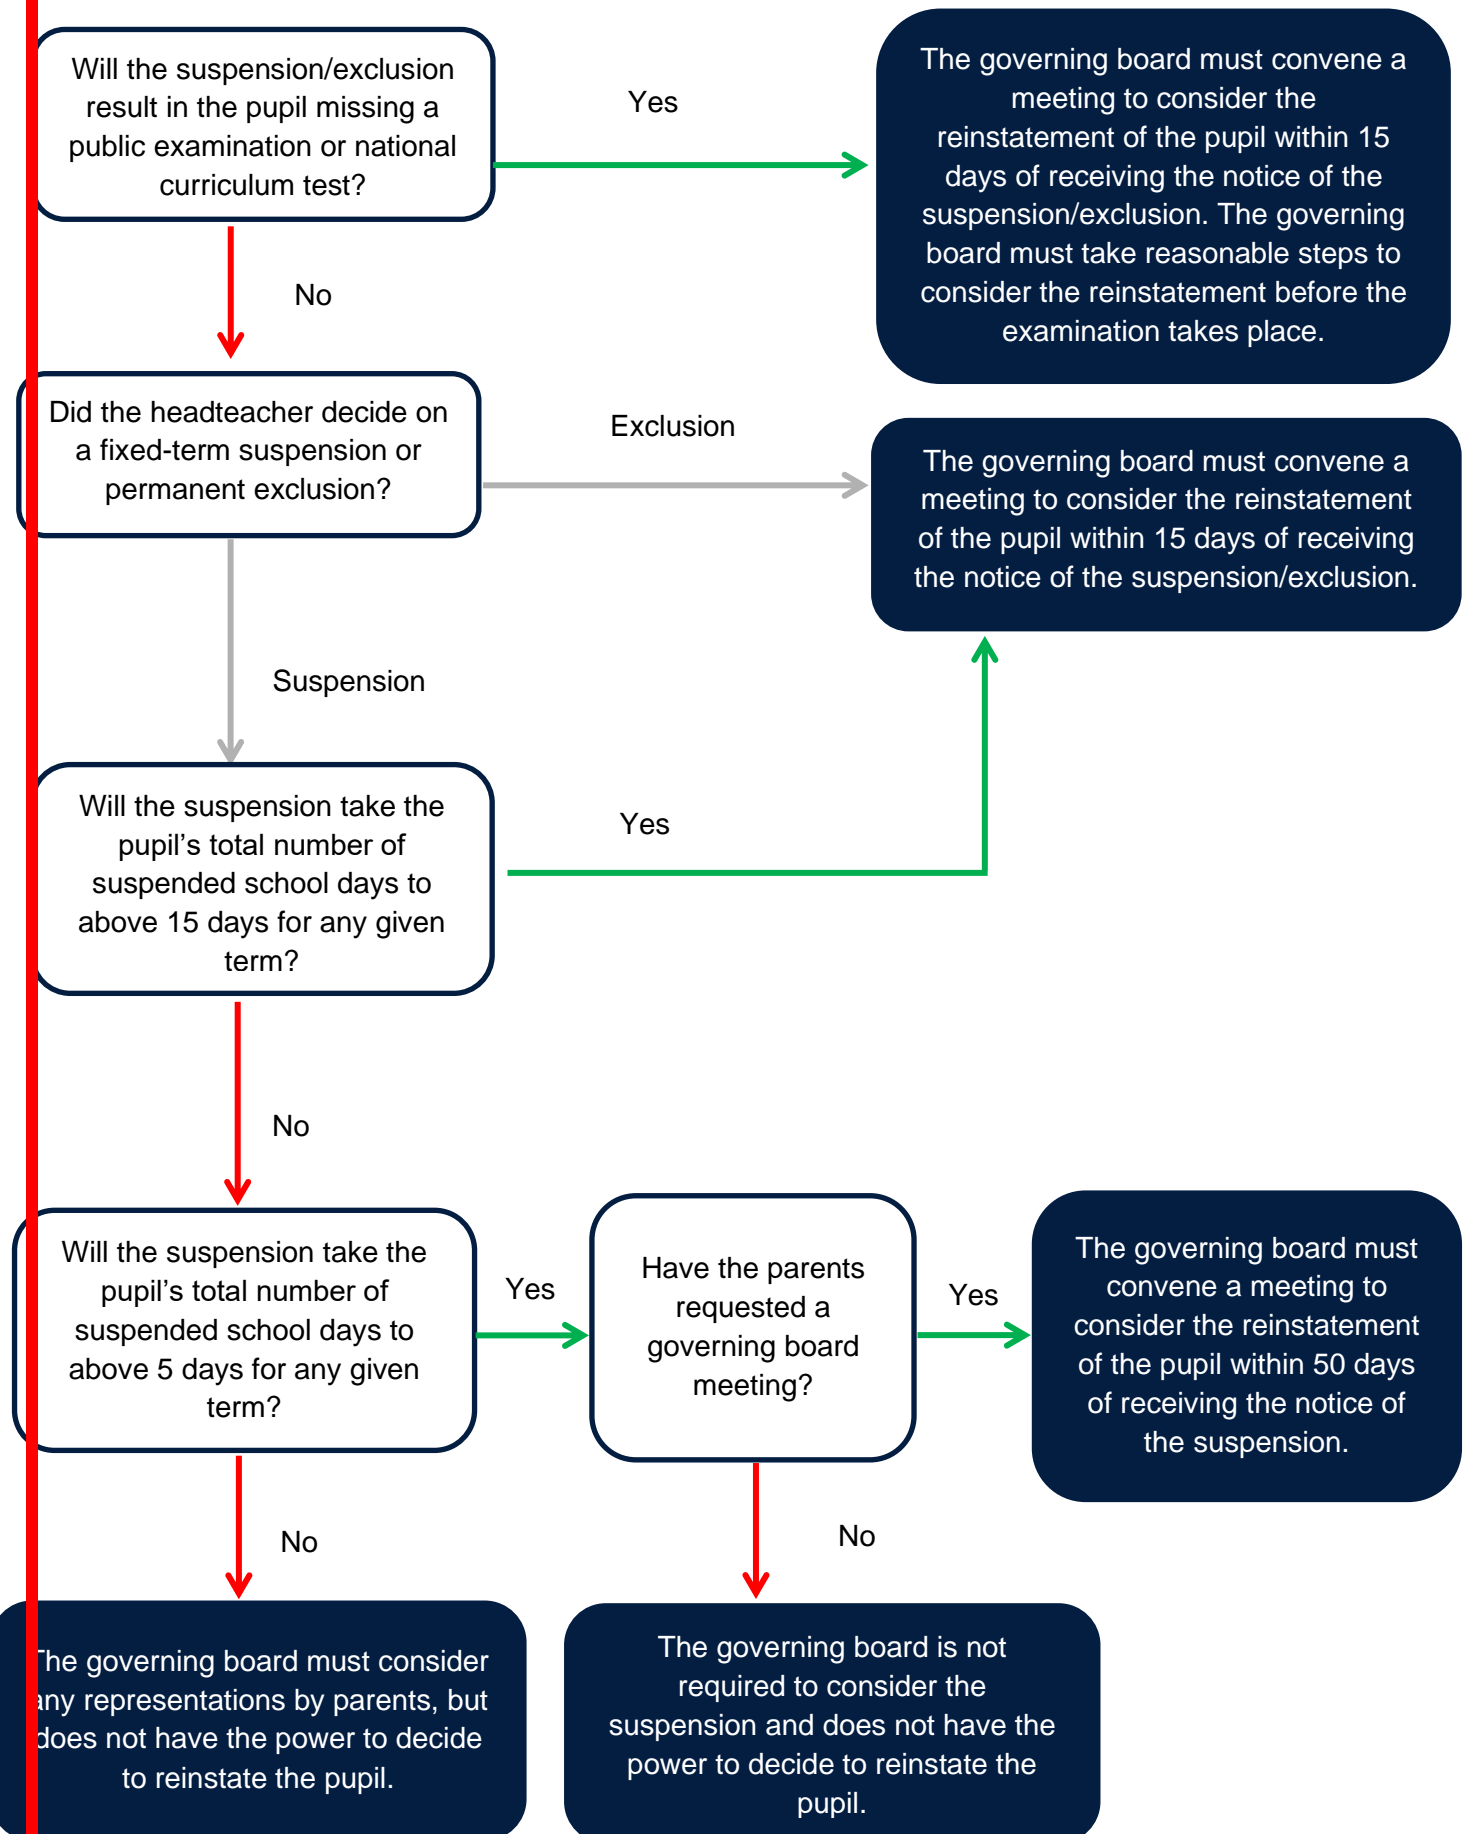 Will the suspension/exclusion
result in the pupil missing a
public examination or national
curriculum test?
Yes
The governing board must convene a
meeting to consider the
reinstatement of the pupil within 15
days of receiving the notice of the
suspension/exclusion. The governing
board must take reasonable steps to
consider the reinstatement before the
examination takes place.
No
Did the headteacher decide on
a fixed-term suspension or
permanent exclusion?
Exclusion
The governing board must convene a
meeting to consider the reinstatement
of the pupil within 15 days of receiving
the notice of the suspension/exclusion.
Suspension
Will the suspension take the
pupil’s total number of
suspended school days to
above 15 days for any given
term?
Yes
No
Will the suspension take the
pupil’s total number of
suspended school days to
above 5 days for any given
term?
Yes
Have the parents
requested a
governing board
meeting?
Yes
The governing board must
convene a meeting to
consider the reinstatement
of the pupil within 50 days
of receiving the notice of
the suspension.
No
No
The governing board must consider
any representations by parents, but
does not have the power to decide
to reinstate the pupil.
The governing board is not
required to consider the
suspension and does not have the
power to decide to reinstate the
pupil.